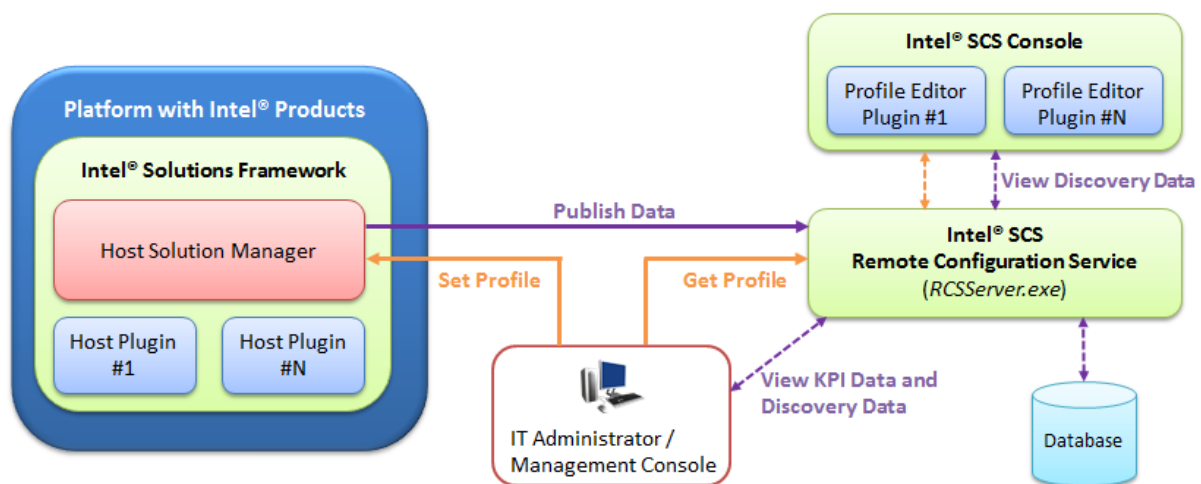 Platform with Intel® Products
Intel® Solutions Framework
Host Solution Manager
Host Plugin
#1
Host Plugin
#N
Publish Data
Set Profile
Get Profile
IT Administrator /
Management Console
View KPI Data and
Discovery Data
Intel® SCS Console
Profile Editor
Plugin #1
Profile Editor
Plugin #N
View Discovery Data
Intel® SCS
Remote Configuration Service
(RCSServer.exe)
Database